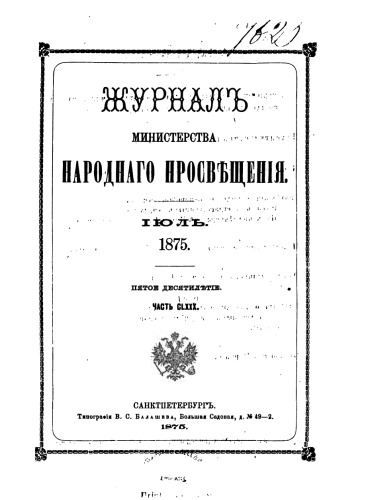 ЖУРНАЛЪ
МИНИСТЕРСТВА
НАРОДНАГО ПРОСВѢЩЕНІЯ.
ІЮЛЬ.
1875.
ПЯТОЕ ДЕСЯТИЛѢТІЕ.
ЧАСТЬ CLXXX.
САНКТПЕТЕРБУРГЪ.
Типографія В. С. Балашева, Большая Садовая, д. № 49—2.
1875.